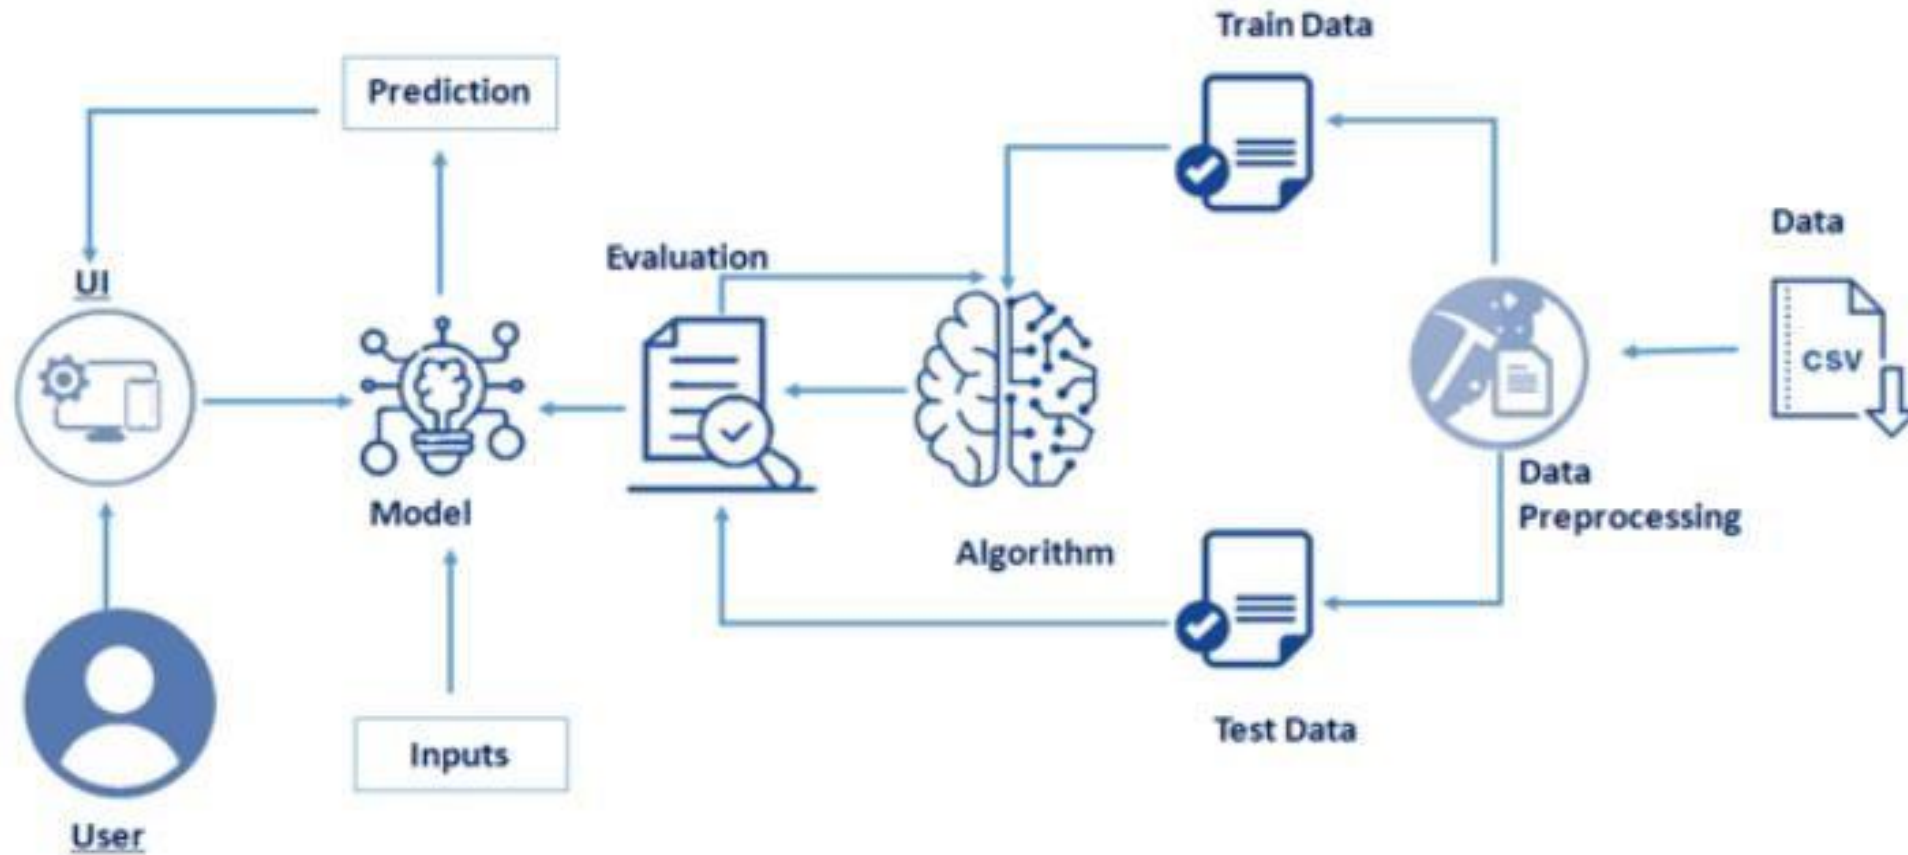 Train Data
Prediction
Data
Evaluation
UI
CSV
Data
Preprocessing
Model
Algorithm
Test Data
Inputs
User